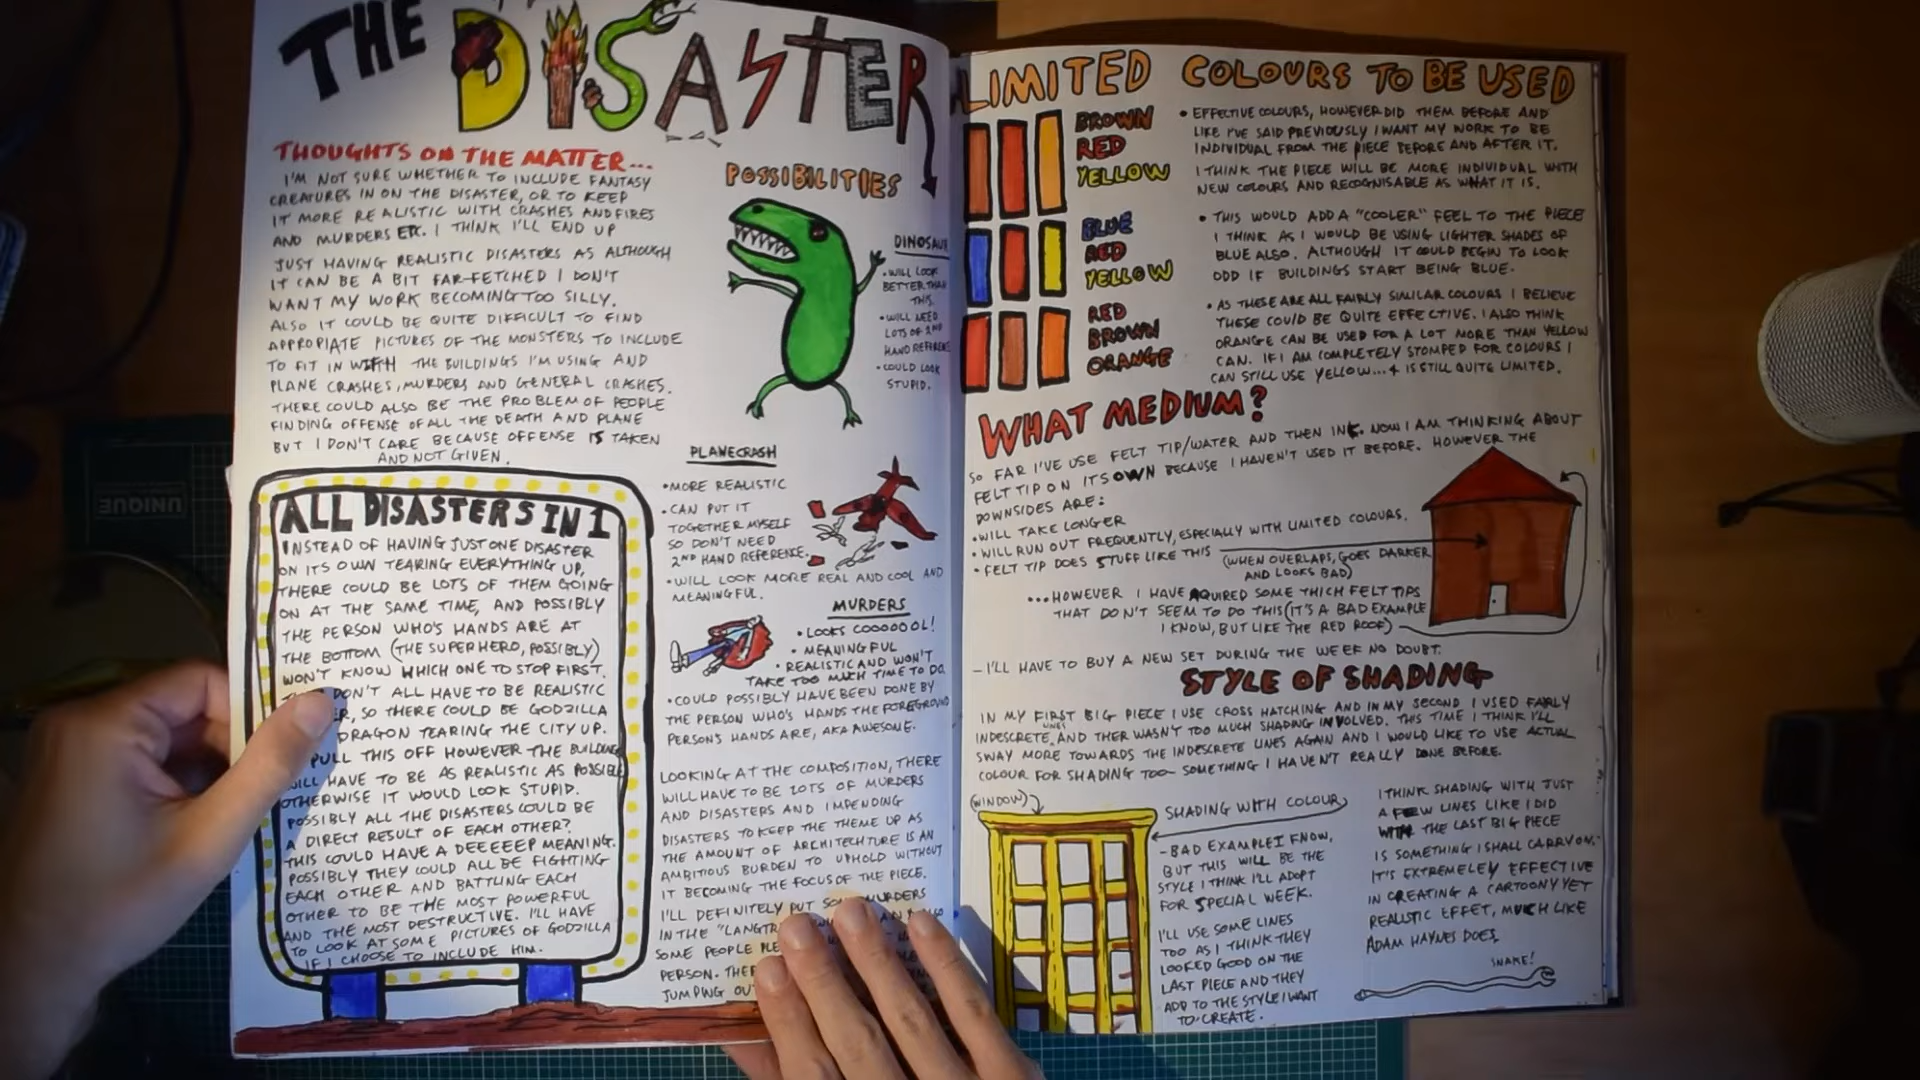 THE DISASTER
THOUGHTS ON THE MATTER...
I'M NOT SURE WHETHER TO INCLUDE FANTASY
CREATURES IN ON THE DISASTER, OR TO KEEP
IT MORE REALISTIC WITH CRASHES AND FIRES
AND MURDERS ETC. I THINK I'LL END UP
JUST HAVING REALISTIC DISASTERS AS ALTHOUGH
IT CAN BE A BIT FAR-FETCHED I DON'T
WANT MY WORK BECOMING TOO SILLY.
ALSO IT COULD BE QUITE DIFFICULT TO FIND
APPROPIATE PICTURES OF THE MONSTERS TO INCLUDE
TO FIT IN WITH THE BUILDINGS I'M USING AND
PLANE CRASHES, MURDERS AND GENERAL CRASHES.
THERE COULD ALSO BE THE PROBLEM OF PEOPLE
FINDING OFFENSE OF ALL THE DEATH AND PLANE
BUT I DON'T CARE BECAUSE OFFENSE IS TAKEN
AND NOT GIVEN.
ALL DISASTERS IN 1
INSTEAD OF HAVING JUST ONE DISASTER
ON ITS OWN TEARING EVERYTHING UP,
THERE COULD BE LOTS OF THEM GOING
ON AT THE SAME TIME, AND POSSIBLY
THE PERSON WHO'S HANDS ARE AT
THE BOTTOM (THE SUPERHERO, POSSIBLY)
WON'T KNOW WHICH ONE TO STOP FIRST.
DON'T ALL HAVE TO BE REALISTIC
SO THERE COULD BE GODZILLA
DRAGON TEARING THE CITY UP.
PULL THIS OFF HOWEVER THE BUILDINGS
WILL HAVE TO BE AS REALISTIC AS POSSIBLE
OTHERWISE IT WOULD LOOK STUPID.
POSSIBLY ALL THE DISASTERS COULD BE
A DIRECT RESULT OF EACH OTHER?
THIS COULD HAVE A DEEEEEP MEANING.
POSSIBLY THEY COULD ALL BE FIGHTING
EACH OTHER AND BATTLING EACH
OTHER TO BE THE MOST POWERFUL
AND THE MOST DESTRUCTIVE. I'LL HAVE
TO LOOK AT SOME PICTURES OF GODZILLA
IF I CHOOSE TO INCLUDE HIM.
POSSIBILITIES
DINOSAUR
• WILL LOOK
BETTER THAN
THIS.
• WILL NEED
LOTS OF 2ND
HAND REFERENCE
• COULD LOOK
STUPID.
PLANECRASH
• MORE REALISTIC
• CAN PUT IT
TOGETHER MYSELF
SO DON'T NEED
2ND HAND REFERENCE.
• WILL LOOK MORE REAL AND COOL AND
MEANINGFUL.
MURDERS
• LOOKS COOOOOOL!
• MEANINGFUL
• REALISTIC AND WON'T
TAKE TOO MUCH TIME TO DO.
• COULD POSSIBLY HAVE BEEN DONE BY
THE PERSON WHO'S HANDS THE FOREGROUND
PERSON'S HANDS ARE, AKA AWESOME.
LOOKING AT THE COMPOSITION, THERE
WILL HAVE TO BE LOTS OF MURDERS
AND DISASTERS AND IMPENDING
DISASTERS TO KEEP THE THEME UP AS
THE AMOUNT OF ARCHITECHTURE IS AN
AMBITIOUS BURDEN TO UPHOLD WITHOUT
IT BECOMING THE FOCUS OF THE PIECE.
I'LL DEFINITELY PUT SOME MURDERS
IN THE
SOME PEOPLE
PERSON.
JUMPING
LIMITED COLOURS TO BE USED
BROWN
RED
YELLOW
• EFFECTIVE COLOURS, HOWEVER DID THEM BEFORE AND
LIKE I'VE SAID PREVIOUSLY I WANT MY WORK TO BE
INDIVIDUAL FROM THE PIECE BEFORE AND AFTER IT.
I THINK THE PIECE WILL BE MORE INDIVIDUAL WITH
NEW COLOURS AND RECOGNISABLE AS WHAT IT IS.
BLUE
RED
YELLOW
• THIS WOULD ADD A "COOLER" FEEL TO THE PIECE
I THINK AS I WOULD BE USING LIGHTER SHADES OF
BLUE ALSO. ALTHOUGH IT COULD BEGIN TO LOOK
ODD IF BUILDINGS START BEING BLUE.
RED
BROWN
ORANGE
• AS THESE ARE ALL FAIRLY SIMILAR COLOURS I BELIEVE
THESE COULD BE QUITE EFFECTIVE. I ALSO THINK
ORANGE CAN BE USED FOR A LOT MORE THAN YELLOW
CAN. IF I AM COMPLETELY STOMPED FOR COLOURS I
CAN STILL USE YELLOW...4 IS STILL QUITE LIMITED.
WHAT MEDIUM?
SO FAR I'VE USE FELT TIP/WATER AND THEN INK. NOW I AM THINKING ABOUT
FELT TIP ON ITS OWN BECAUSE I HAVEN'T USED IT BEFORE. HOWEVER THE
DOWNSIDES ARE:
• WILL TAKE LONGER
• WILL RUN OUT FREQUENTLY, ESPECIALLY WITH LIMITED COLOURS.
• FELT TIP DOES STUFF LIKE THIS
(WHEN OVERLAPS, GOES DARKER
AND LOOKS BAD)
...HOWEVER I HAVE AQUIRED SOME THICH FELT TIPS
THAT DON'T SEEM TO DO THIS (IT'S A BAD EXAMPLE
I KNOW, BUT LIKE THE RED ROOF)
- I'LL HAVE TO BUY A NEW SET DURING THE WEEK NO DOUBT.
STYLE OF SHADING
IN MY FIRST BIG PIECE I USE CROSS HATCHING AND IN MY SECOND I USED FAIRLY
INDESCRETE LINES, AND THER WASN'T TOO MUCH SHADING INVOLVED. THIS TIME I THINK I'LL
SWAY MORE TOWARDS THE INDESCRETE LINES AGAIN AND I WOULD LIKE TO USE ACTUAL
COLOUR FOR SHADING TOO - SOMETHING I HAVEN'T REALLY DONE BEFORE.
(WINDOW)
SHADING WITH COLOUR
- BAD EXAMPLE I KNOW,
BUT THIS WILL BE THE
STYLE I THINK I'LL ADOPT
FOR SPECIAL WEEK.
I'LL USE SOME LINES
TOO AS I THINK THEY
LOOKED GOOD ON THE
LAST PIECE AND THEY
ADD TO THE STYLE I WANT
TO CREATE.
I THINK SHADING WITH JUST
A FEW LINES LIKE I DID
WITH THE LAST BIG PIECE
IS SOMETHING I SHALL CARRY ON.
IT'S EXTREMELEY EFFECTIVE
IN CREATING A CARTOONY YET
REALISTIC EFFET, MUCH LIKE
ADAM HAYNES DOES.
SNAKE!
UNIQUE